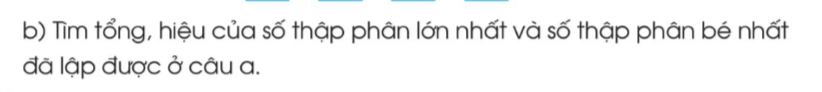 b) Tìm tổng, hiệu của số thập phân lớn nhất và số thập phân bé nhất
đã lập được ở câu a.